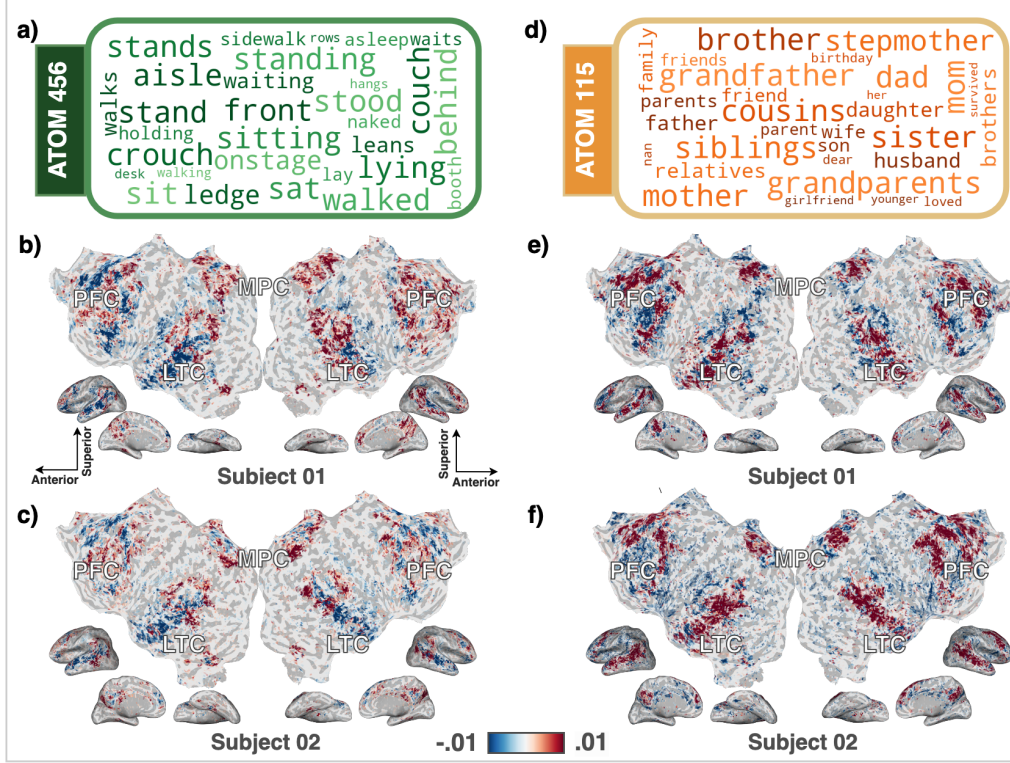 a)
ATOM 456
stands sidewalk rows asleep waits
standing
aisle waiting
walks
hangs
couch
behind
stand front stood
naked
holding
sitting leans
crouch onstage lying
desk walking lay
booth
sit ledge sat walked
d)
ATOM 115
family brother stepmother
friends birthday
grandfather dad mom survived
parents friend her
cousins daughter brothers
father parent wife sister
nan siblings son
dear husband
relatives
grandparents
mother girlfriend younger loved
b)
PFC MPC PFC
LTC LTC
Superior
Anterior
Superior
Anterior
Subject 01
e)
PFC MPC PFC
LTC LTC
Subject 01
c)
PFC MPC PFC
LTC LTC
Subject 02
f)
PFC MPC PFC
LTC LTC
Subject 02
-.01 .01